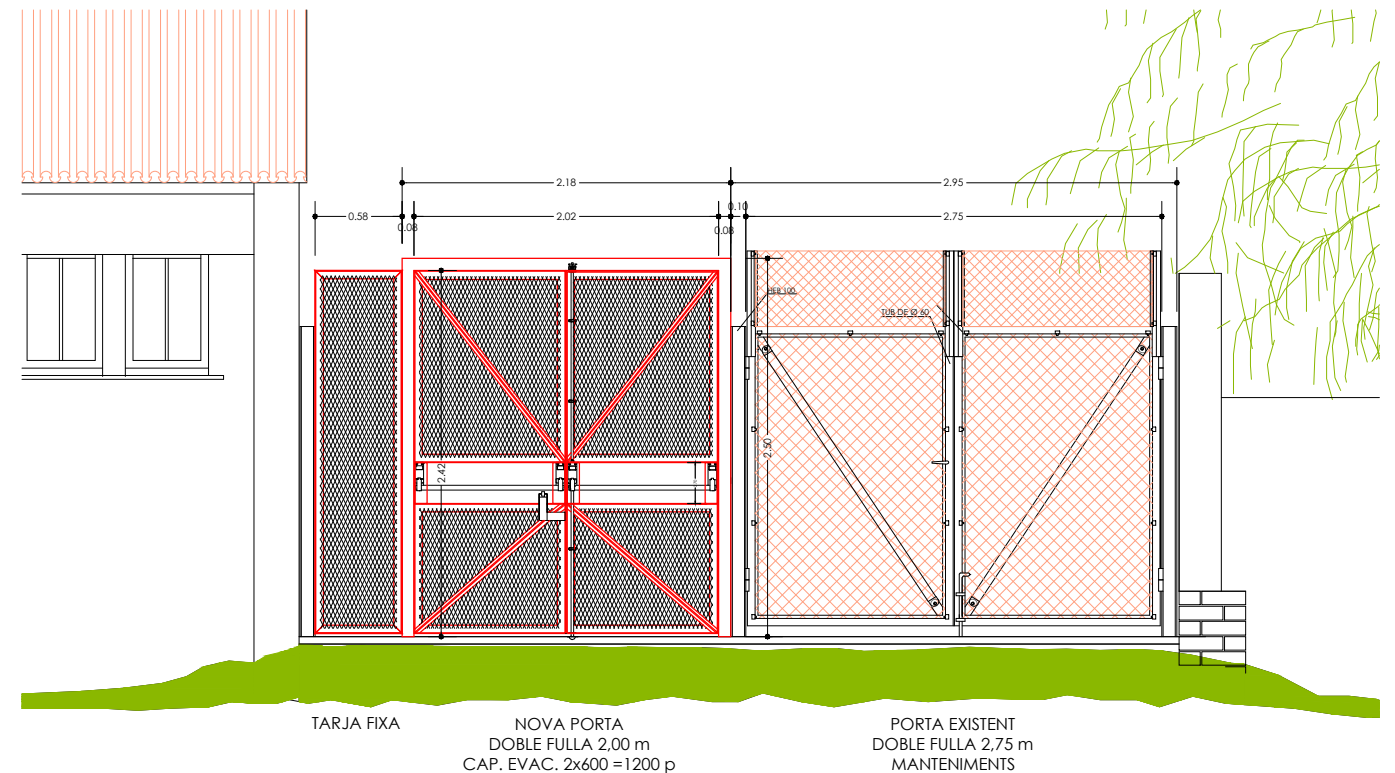 2.18
2.95
0.58
0.08
2.02
0.08
0.10
2.75
HEB 100
TUB DE Ø 60
2.42
2.50
TARJA FIXA
NOVA PORTA
DOBLE FULLA 2,00 m
CAP. EVAC. 2x600 =1200 p
PORTA EXISTENT
DOBLE FULLA 2,75 m
MANTENIMENTS